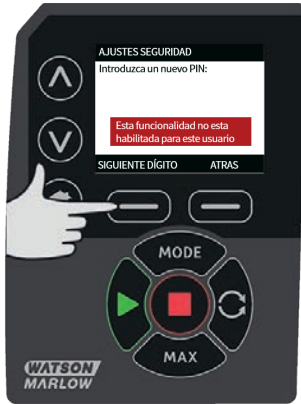 AJUSTES SEGURIDAD
Introduzca un nuevo PIN:
Esta funcionalidad no esta
habilitada para este usuario
SIGUIENTE DÍGITO ATRAS
MODE
MAX
WATSON
MARLOW